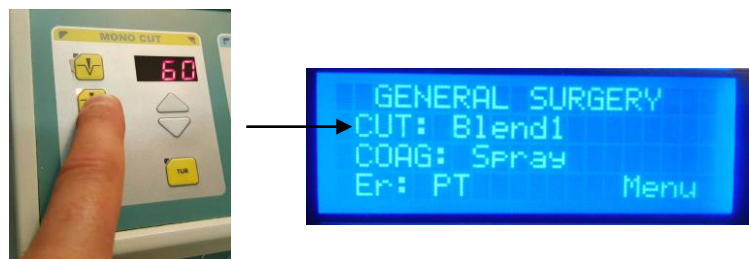 MONO CUT
60
TUR
GENERAL SURGERY
CUT: Blend1
COAG: Spray
Er: PT Menu